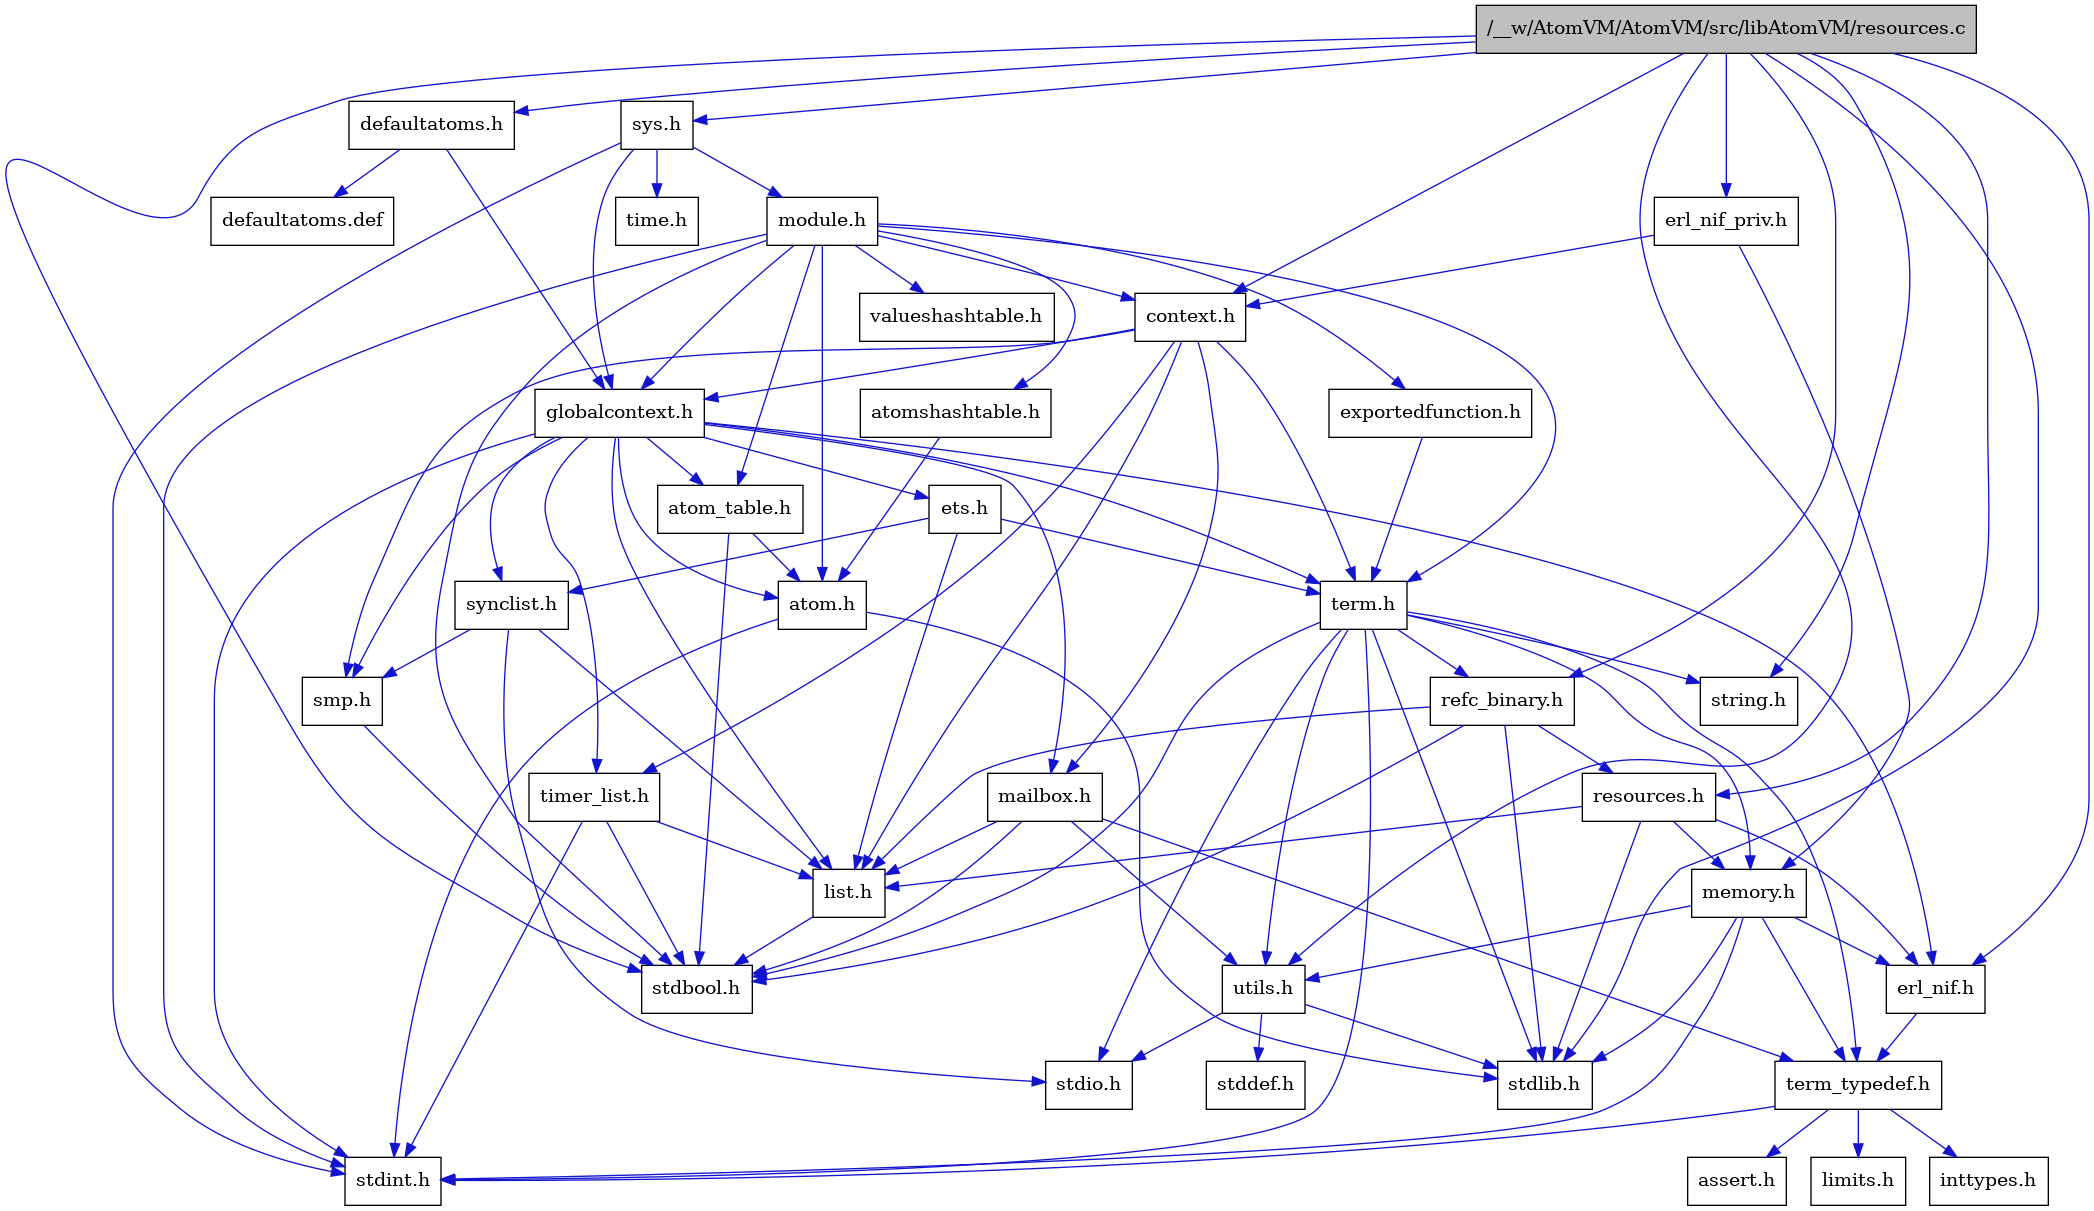 /__w/AtomVM/AtomVM/src/libAtomVM/resources.c
defaultatoms.h
sys.h
defaultatoms.def
time.h
module.h
erl_nif_priv.h
valueshashtable.h
context.h
globalcontext.h
atomshashtable.h
exportedfunction.h
atom_table.h
ets.h
synclist.h
atom.h
term.h
smp.h
refc_binary.h
string.h
timer_list.h
mailbox.h
resources.h
list.h
memory.h
stdbool.h
utils.h
erl_nif.h
stdio.h
stddef.h
stdlib.h
term_typedef.h
stdint.h
assert.h
limits.h
inttypes.h